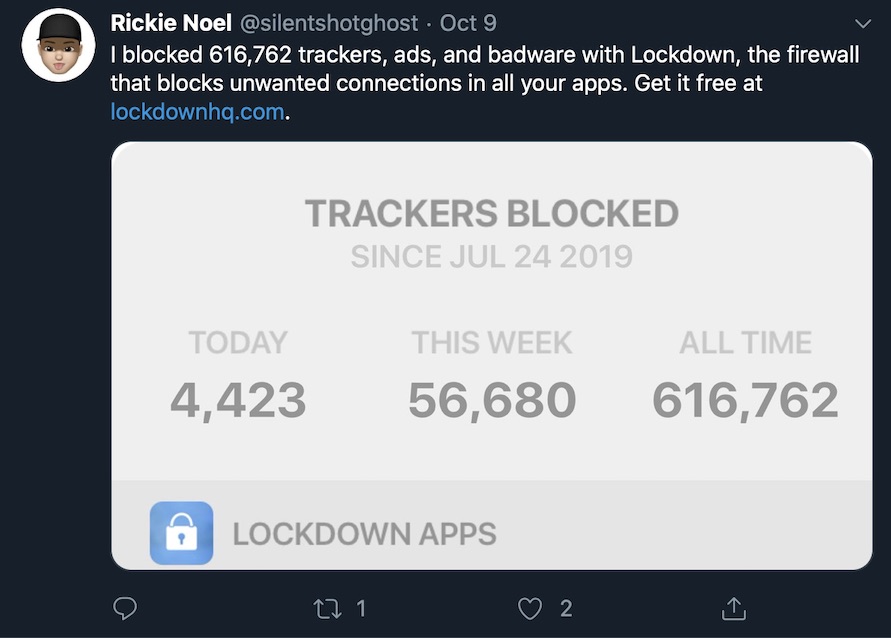 Rickie Noel @silentshotghost · Oct 9
I blocked 616,762 trackers, ads, and badware with Lockdown, the firewall
that blocks unwanted connections in all your apps. Get it free at
lockdownhq.com.
TRACKERS BLOCKED
SINCE JUL 24 2019
TODAY THIS WEEK ALL TIME
4,423 56,680 616,762
LOCKDOWN APPS
1 2